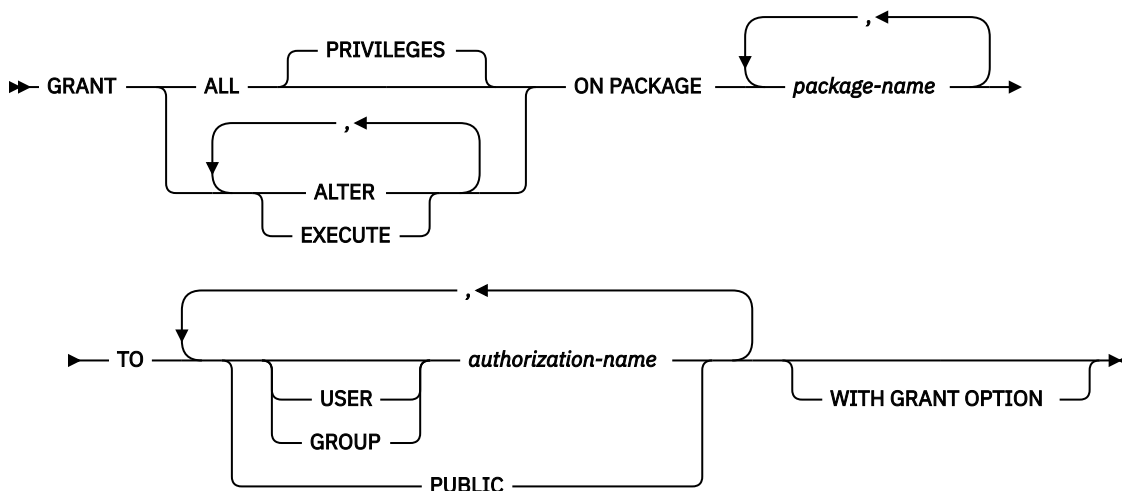 PRIVILEGES
,
GRANT ALL ON PACKAGE package-name
,
ALTER
EXECUTE
,
TO authorization-name
USER WITH GRANT OPTION
GROUP
PUBLIC